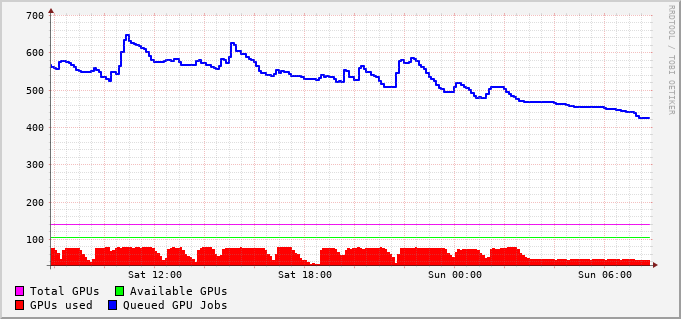 700
600
500
400
300
200
100
Sat 12:00 Sat 18:00 Sun 00:00 Sun 06:00
Total GPUs Available GPUs
GPUs used Queued GPU Jobs
RRDTOOL / TOBI OETIKER